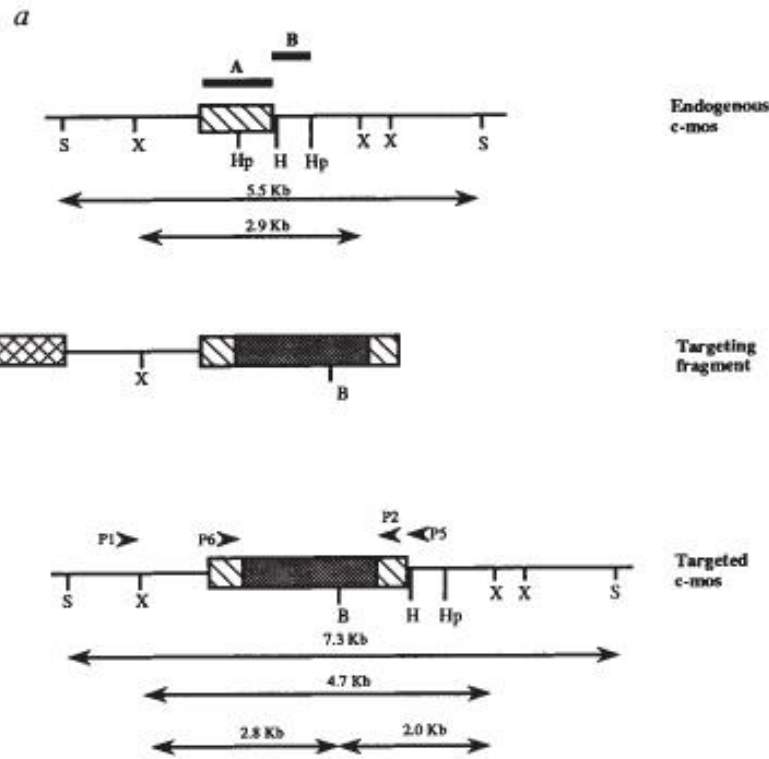 a
B
A
Endogenous
c-mos
S X Hp H Hp X X S
5.5 Kb
2.9 Kb
Targeting
fragment
X B
P1 P6 P2 P5
Targeted
c-mos
S X B H Hp X X S
7.3 Kb
4.7 Kb
2.8 Kb 2.0 Kb